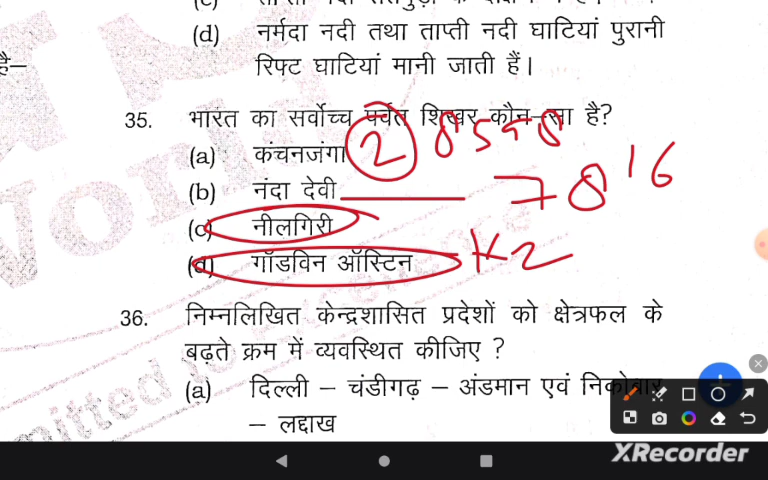 (d) नर्मदा नदी तथा ताप्ती नदी घाटियां पुरानी
है– रिफ्ट घाटियां मानी जाती हैं।
35. भारत का सर्वोच्च पर्वत शिखर कौन–सा है?
(a) कंचनजंगा 2 8598
(b) नंदा देवी 7816
(c) नीलगिरी
(d) गॉडविन ऑस्टिन K2
36. निम्नलिखित केन्द्रशासित प्रदेशों को क्षेत्रफल के
बढ़ते क्रम में व्यवस्थित कीजिए ?
(a) दिल्ली – चंडीगढ़ – अंडमान एवं निकोबार
– लद्दाख
XRecorder